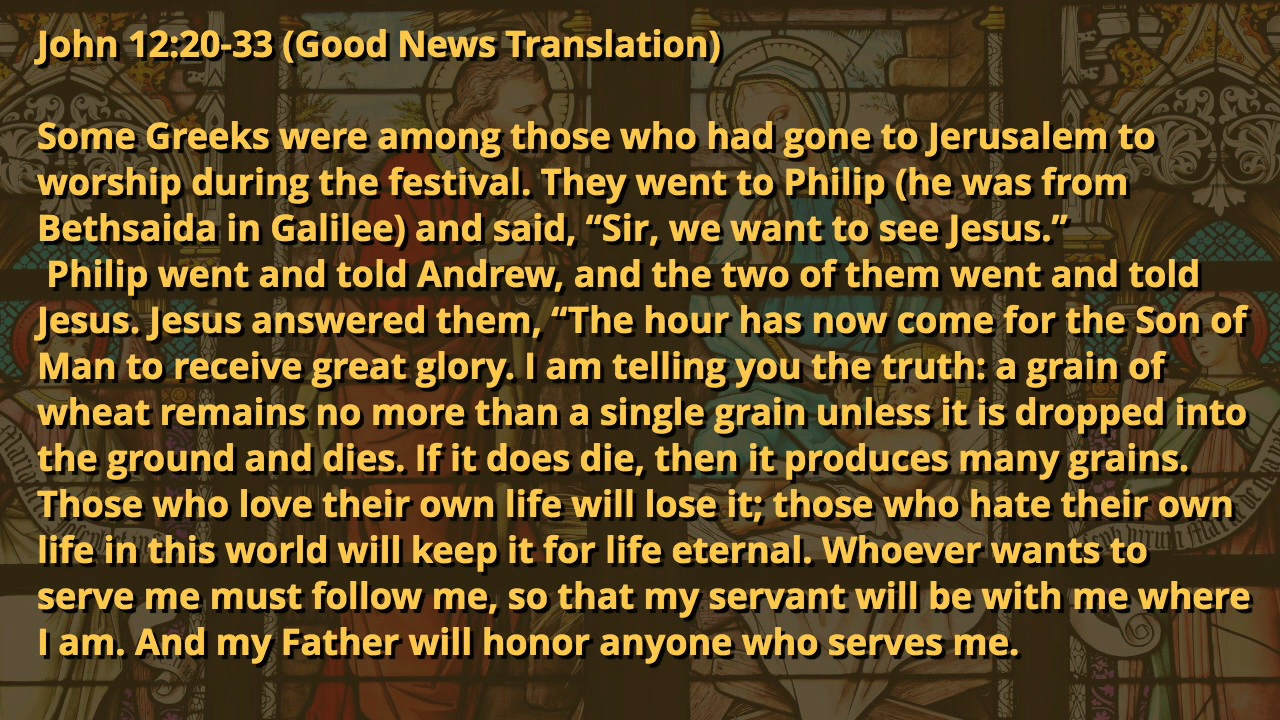 John 12:20-33 (Good News Translation)
Some Greeks were among those who had gone to Jerusalem to
worship during the festival. They went to Philip (he was from
Bethsaida in Galilee) and said, “Sir, we want to see Jesus.”
Philip went and told Andrew, and the two of them went and told
Jesus. Jesus answered them, “The hour has now come for the Son of
Man to receive great glory. I am telling you the truth: a grain of
wheat remains no more than a single grain unless it is dropped into
the ground and dies. If it does die, then it produces many grains.
Those who love their own life will lose it; those who hate their own
life in this world will keep it for life eternal. Whoever wants to
serve me must follow me, so that my servant will be with me where
I am. And my Father will honor anyone who serves me.